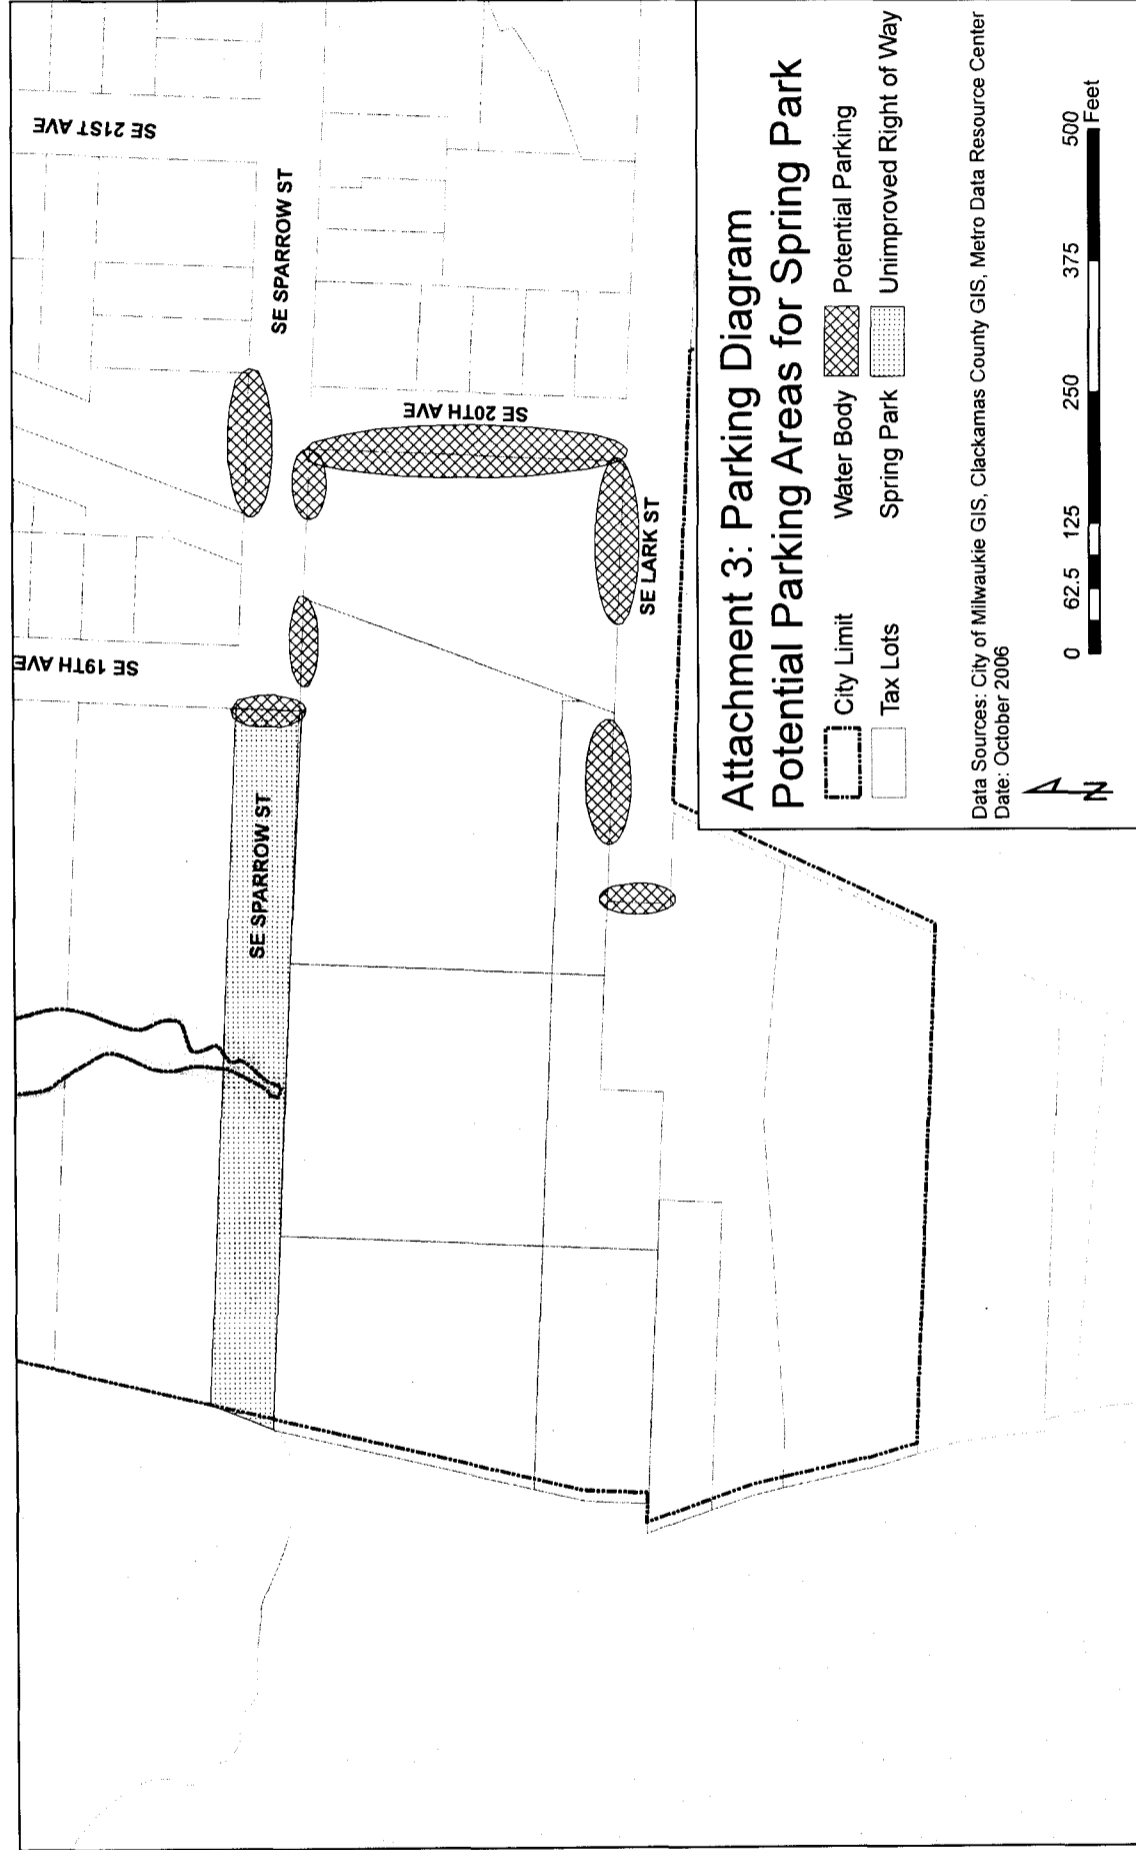 SE 19TH AVE
SE 21ST AVE
SE SPARROW ST
SE SPARROW ST
SE 20TH AVE
SE LARK ST
Attachment 3: Parking Diagram
Potential Parking Areas for Spring Park
City Limit
Water Body
Potential Parking
Tax Lots
Spring Park
Unimproved Right of Way
Data Sources: City of Milwaukie GIS, Clackamas County GIS, Metro Data Resource Center
Date: October 2006
N
0 62.5 125 250 375 500
Feet